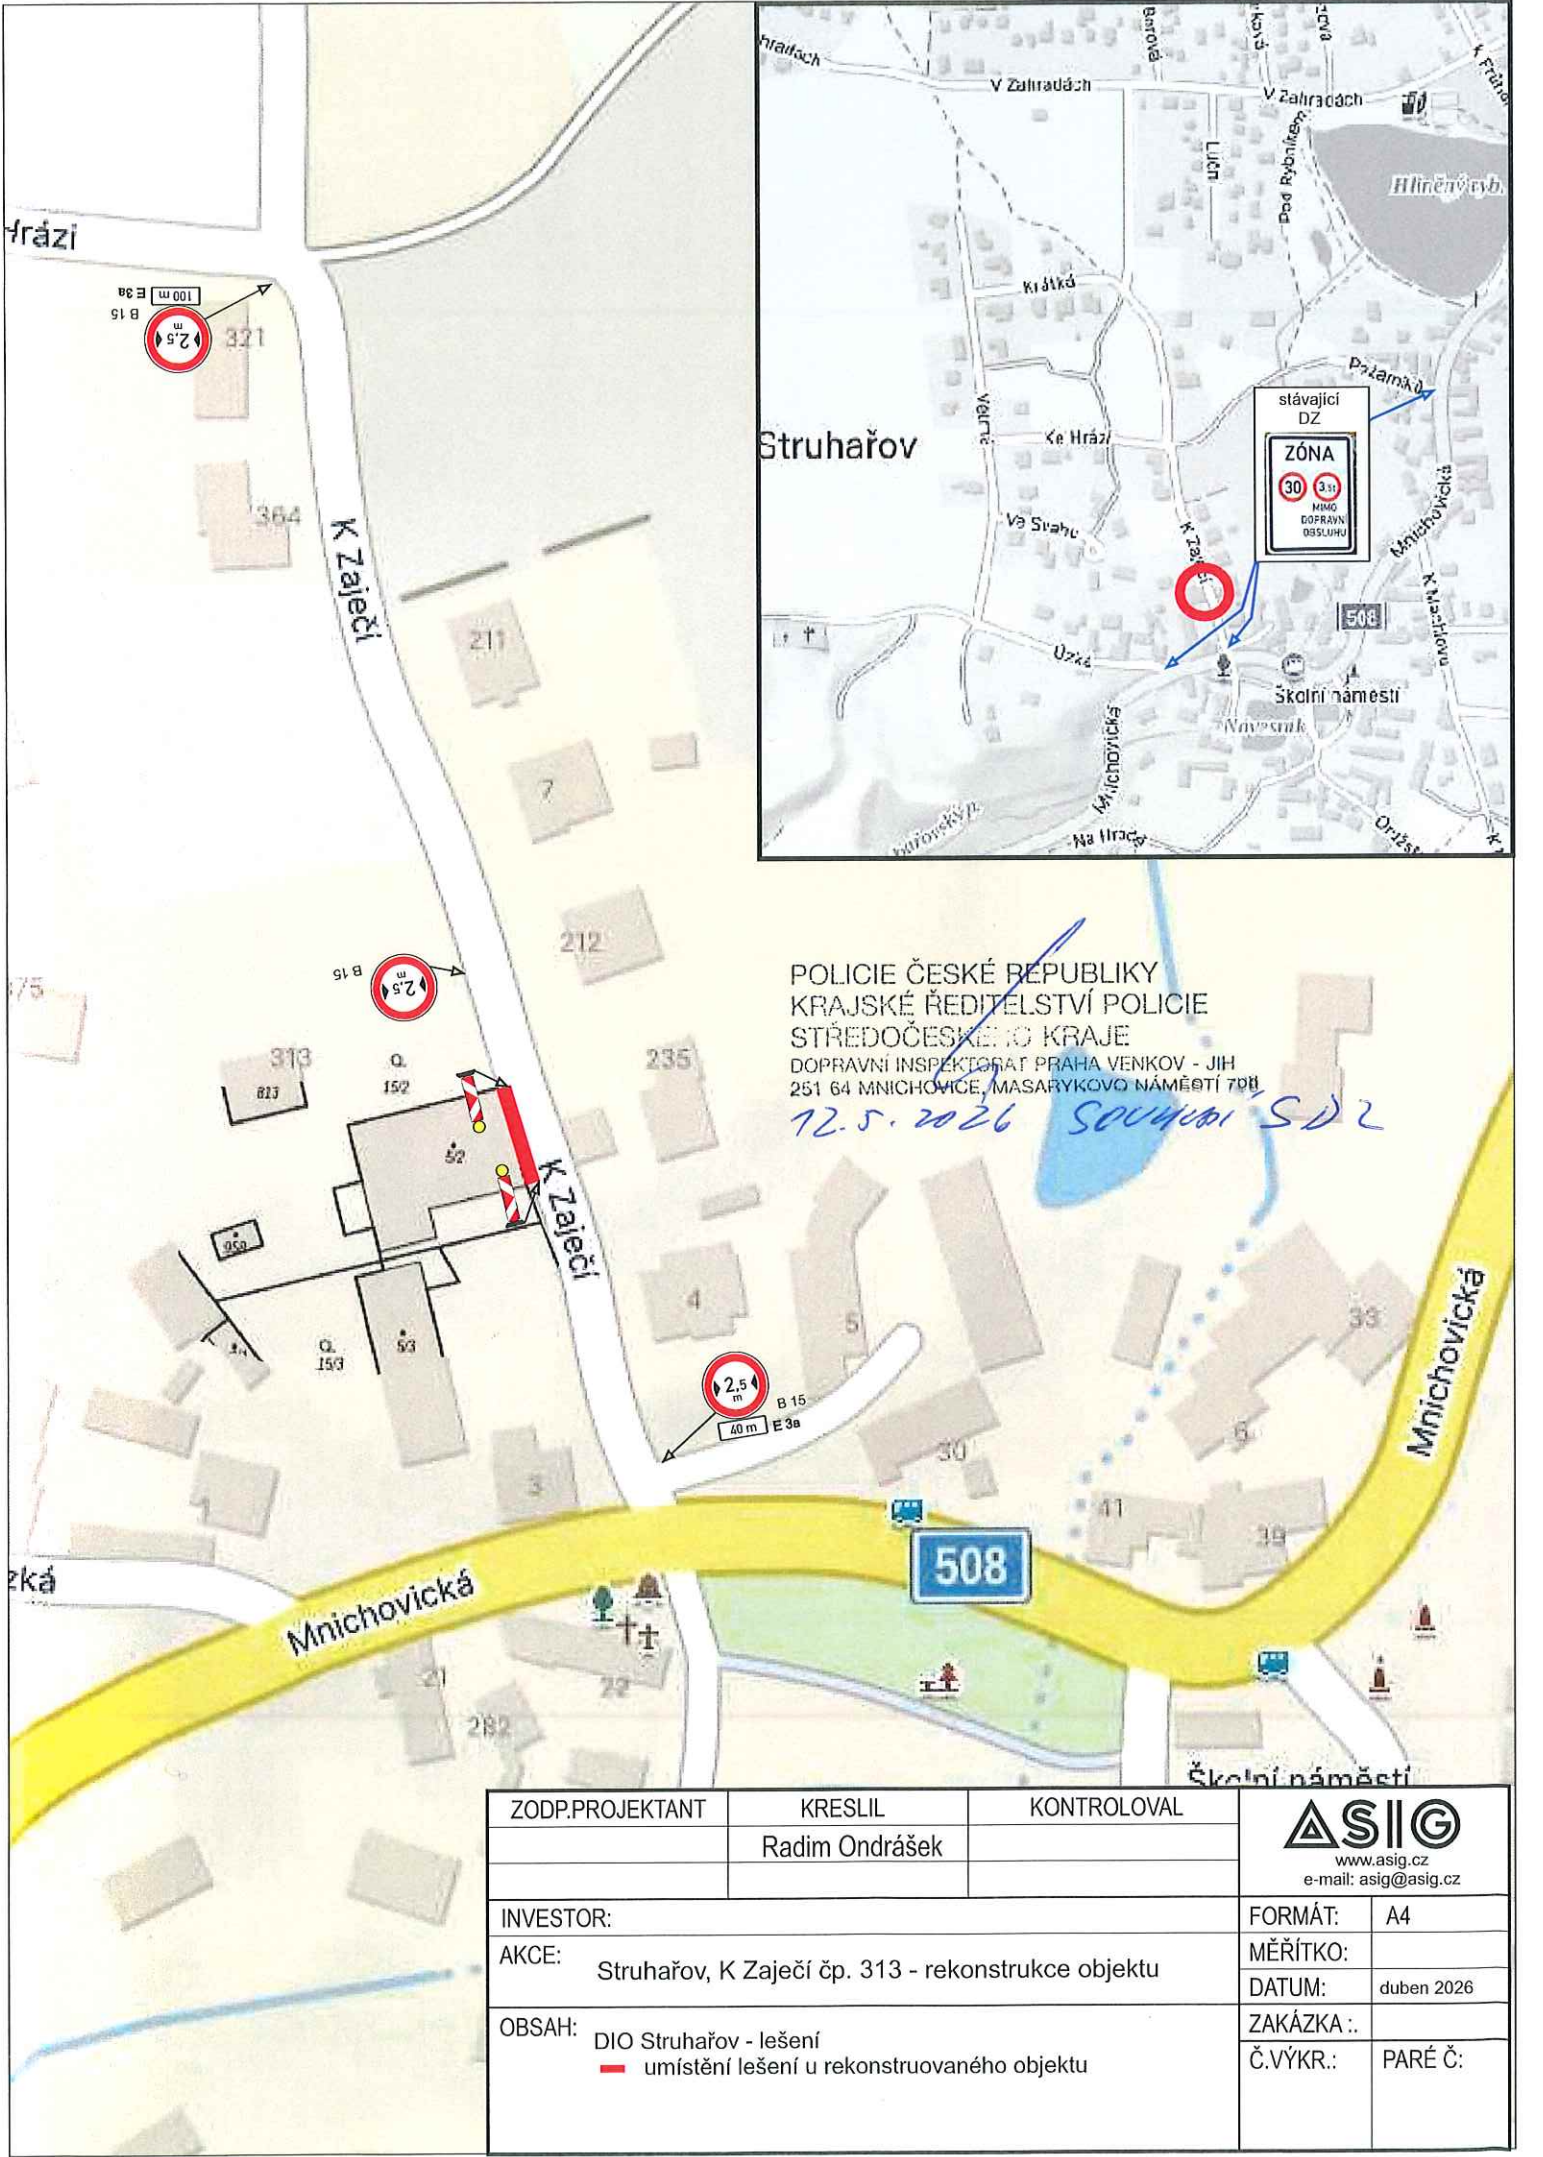 Hrázi
100 m E 3a
B 15
2,5 m
321
364
K Zaječí
211
7
212
B 15
2,5 m
313
813
15/2
235
5/2
K Zaječí
4
5
33
15/3
5/3
2,5 m
B 15
40 m E 3a
3
30
6
41
39
508
Mnichovická
Mnichovická
21
22
282
Školní náměstí
V Zahradách
V Zahradách
Luční
Pod Rybníkem
Hliněný ryb.
Krátká
Požárníků
Větrná
Ke Hrázi
Struhařov
Ve Svahu
K Zaječí
stávající
DZ
ZÓNA
30 3,5t
MIMO
DOPRAVNÍ
OBSLUHU
Mnichovická
508
Úzká
Školní náměstí
Mnichovická
Na Hradě
POLICIE ČESKÉ REPUBLIKY
KRAJSKÉ ŘEDITELSTVÍ POLICIE
STŘEDOČESKÉHO KRAJE
DOPRAVNÍ INSPEKTORÁT PRAHA VENKOV - JIH
251 64 MNICHOVICE, MASARYKOVO NÁMĚSTÍ
12.5.2026
ZODP.PROJEKTANT KRESLIL KONTROLOVAL
Radim Ondrášek
ASIG
www.asig.cz
e-mail: asig@asig.cz
INVESTOR:
AKCE: Struhařov, K Zaječí čp. 313 - rekonstrukce objektu
OBSAH: DIO Struhařov - lešení
umístění lešení u rekonstruovaného objektu
FORMÁT: A4
MĚŘÍTKO:
DATUM: duben 2026
ZAKÁZKA :.
Č.VÝKR.: PARÉ Č: